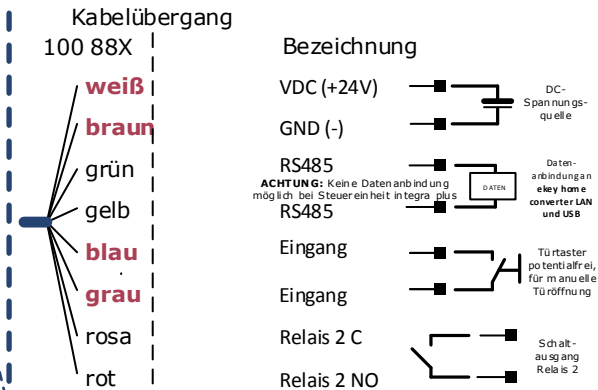 Kabelübergang
100 88X
Bezeichnung
weiß
VDC (+24V)
DC-
Spannungs-
quelle
braun
GND (-)
grün
RS485
ACHTUNG: Keine Datenanbindung
möglich bei Steuereinheit integra plus
DATEN
Daten-
anbindung an
ekey home
converter LAN
und USB
gelb
RS485
blau
Eingang
Türtaster
potentialfrei,
für manuelle
Türöffnung
grau
Eingang
rosa
Relais 2 C
Schalt-
ausgang
Relais 2
rot
Relais 2 NO